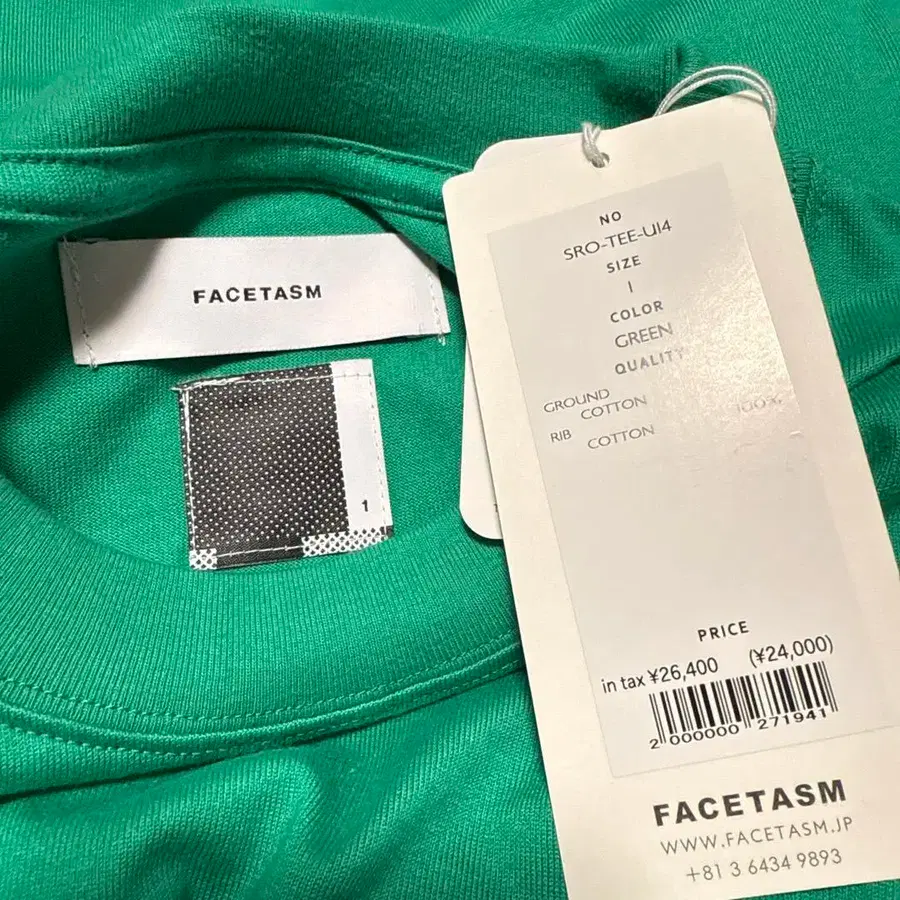 FACETASM
1
NO
SRO-TEE-U14
SIZE
1
COLOR
GREEN
QUALITY
GROUND
COTTON 100%
RIB COTTON
PRICE
in tax ¥26,400 (¥24,000)
2 000000 271941
FACETASM
WWW.FACETASM.JP
+81 3 6434 9893